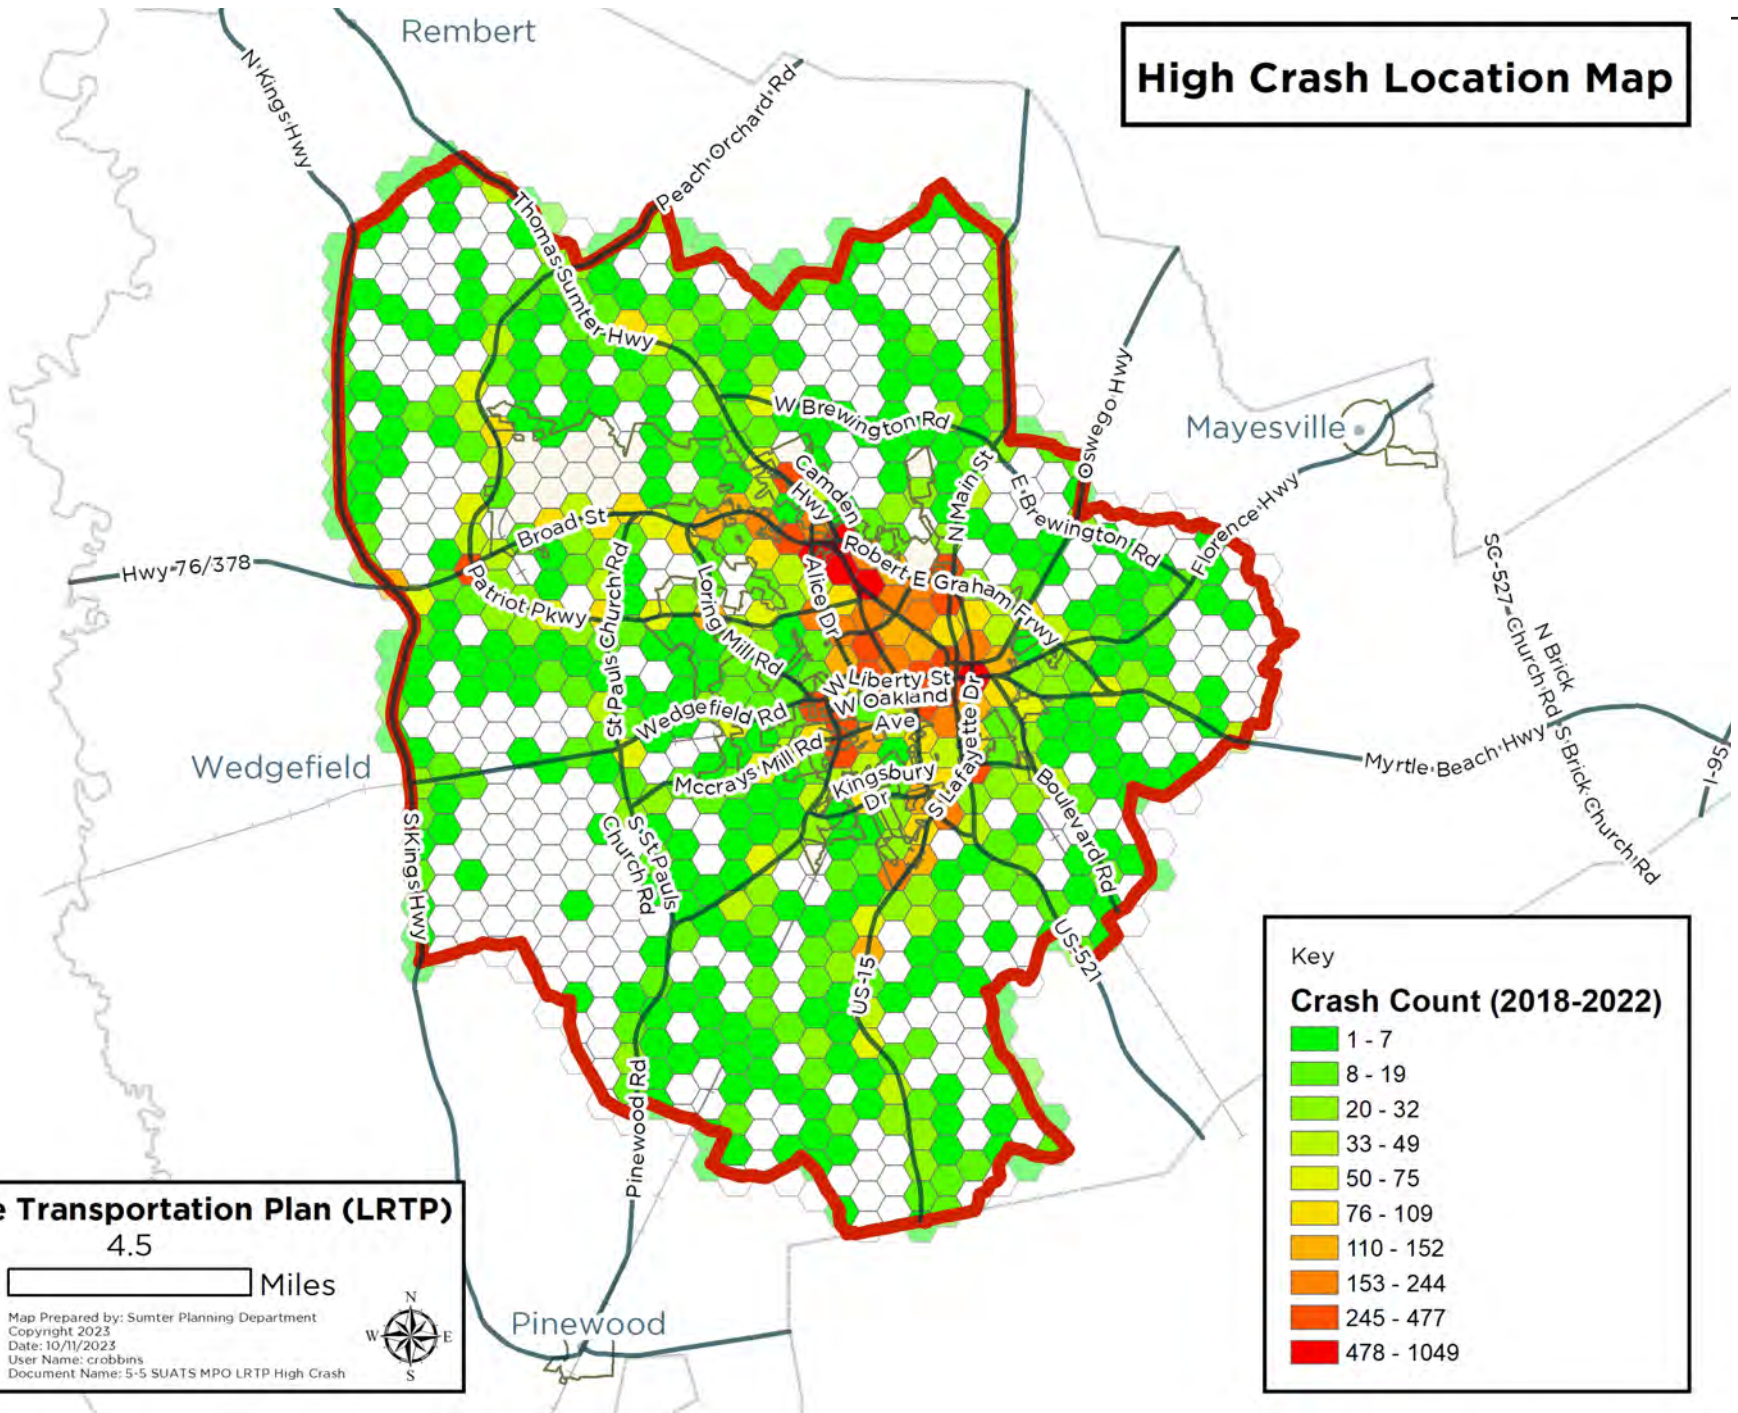 Rembert
High Crash Location Map
N Kings Hwy
Peach Orchard Rd
Thomas Sumter Hwy
W Brewington Rd
Oswego Hwy
Mayesville
Camden
Hwy
N Main St
E Brewington Rd
Florence Hwy
Broad St
Hwy 76/378
Patriot Pkwy
St Pauls Church Rd
Loring Mill Rd
Alice Dr
Robert E Graham Frwy
SC-527
Church Rd
N Brick
W Liberty St
W Oakland
Ave
Wedgefield Rd
Wedgefield
Mccrays Mill Rd
Kingsbury
Dr
S Lafayette Dr
Boulevard Rd
Myrtle Beach Hwy
S Brick Church Rd
I-95
S Kings Hwy
S St Pauls
Church Rd
US-15
US-521
Pinewood Rd
Pinewood
Key
Crash Count (2018-2022)
1 - 7
8 - 19
20 - 32
33 - 49
50 - 75
76 - 109
110 - 152
153 - 244
245 - 477
478 - 1049
e Transportation Plan (LRTP)
4.5
Miles
Map Prepared by: Sumter Planning Department
Copyright 2023
Date: 10/11/2023
User Name: crobbins
Document Name: 5-5 SUATS MPO LRTP High Crash
N
W
E
S